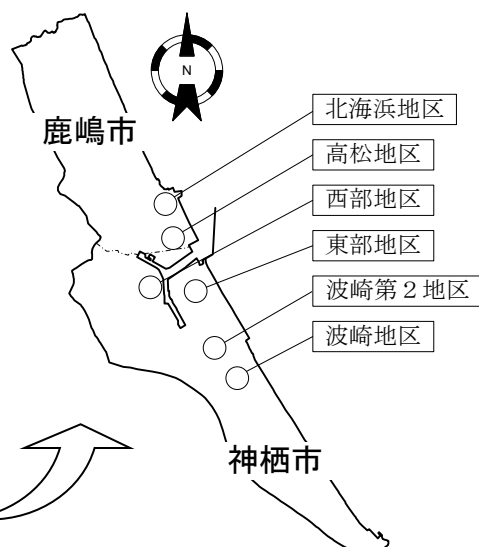 N
北海浜地区
鹿嶋市
高松地区
西部地区
東部地区
波崎第２地区
波崎地区
神栖市